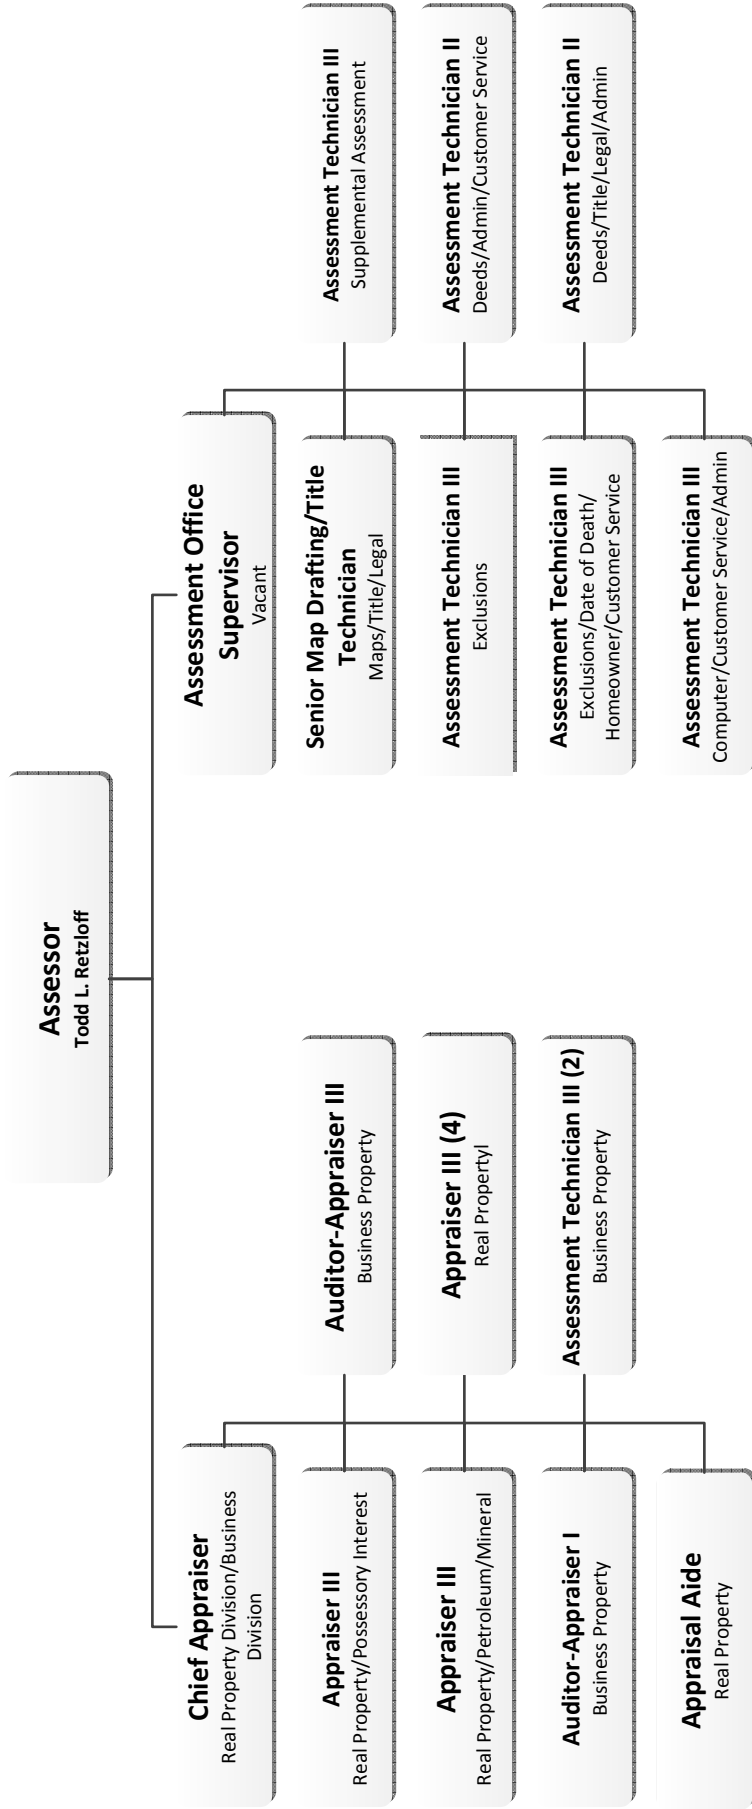 Assessor
Todd L. Retzloff
Chief Appraiser
Real Property Division/Business
Division
Appraiser III
Real Property/Possessory Interest
Appraiser III
Real Property/Petroleum/Mineral
Auditor-Appraiser I
Business Property
Appraisal Aide
Real Property
Auditor-Appraiser III
Business Property
Appraiser III (4)
Real Propertyl
Assessment Technician III (2)
Business Property
Assessment Office
Supervisor
Vacant
Senior Map Drafting/Title
Technician
Maps/Title/Legal
Assessment Technician III
Exclusions
Assessment Technician III
Exclusions/Date of Death/
Homeowner/Customer Service
Assessment Technician III
Computer/Customer Service/Admin
Assessment Technician III
Supplemental Assessment
Assessment Technician II
Deeds/Admin/Customer Service
Assessment Technician II
Deeds/Title/Legal/Admin